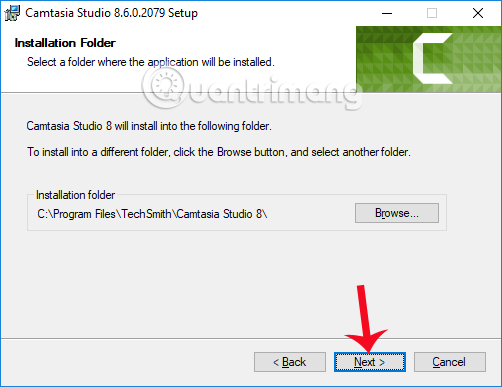 Camtasia Studio 8.6.0.2079 Setup
Installation Folder
Select a folder where the application will be installed.
Quantrimang
Camtasia Studio 8 will install into the following folder.
To install into a different folder, click the Browse button, and select another folder.
Installation folder
C:\Program Files\TechSmith\Camtasia Studio 8\
Browse...
< Back
Next >
Cancel